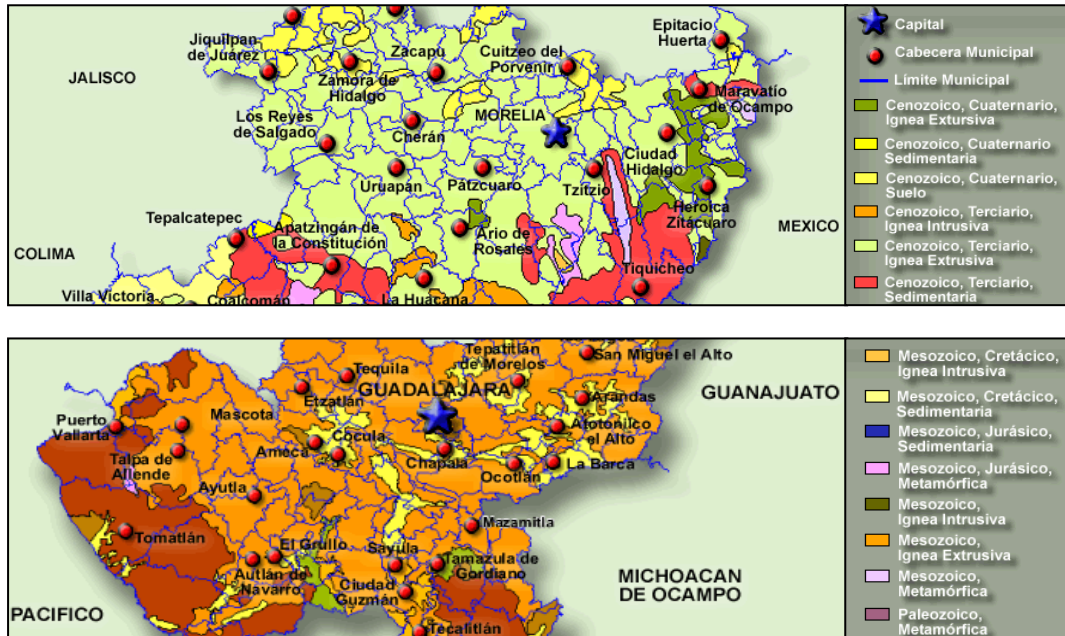 Jiquilpan
de Juárez
Zacapu
Cuitzeo del
Porvenir
Epitacio
Huerta
JALISCO
Zamora de
Hidalgo
Maravatío
de Ocampo
Los Reyes
de Salgado
Cherán
MORELIA
Ciudad
Hidalgo
Uruapan
Pátzcuaro
Tzitzio
Heroica
Zitácuaro
Tepalcatepec
Apatzingán de
la Constitución
Ario de
Rosales
MEXICO
COLIMA
Tiquicheo
Villa Victoria
Coalcomán
La Huacana
Capital
Cabecera Municipal
Límite Municipal
Cenozoico, Cuaternario,
Ignea Extursiva
Cenozoico, Cuaternario
Sedimentaria
Cenozoico, Cuaternario,
Suelo
Cenozoico, Terciario,
Ignea Intrusiva
Cenozoico, Terciario,
Ignea Extrusiva
Cenozoico, Terciario,
Sedimentaria
Tepatitlán
de Morelos
San Miguel el Alto
Tequila
GUADALAJARA
GUANAJUATO
Etzatlán
Arandas
Puerto
Vallarta
Mascota
Atotonilco
el Alto
Cocula
Ameca
Talpa de
Allende
Chapala
Ocotlán
La Barca
Ayutla
Mazamitla
Tomatlán
El Grullo
Sayula
Tamazula de
Gordiano
Autlán de
Navarro
Ciudad
Guzmán
MICHOACAN
DE OCAMPO
PACIFICO
Tecalitlán
Mesozoico, Cretácico,
Ignea Intrusiva
Mesozoico, Cretácico,
Sedimentaria
Mesozoico, Jurásico,
Sedimentaria
Mesozoico, Jurásico,
Metamórfica
Mesozoico,
Ignea Intrusiva
Mesozoico,
Ignea Extrusiva
Mesozoico,
Metamórfica
Paleozoico,
Metamórfica